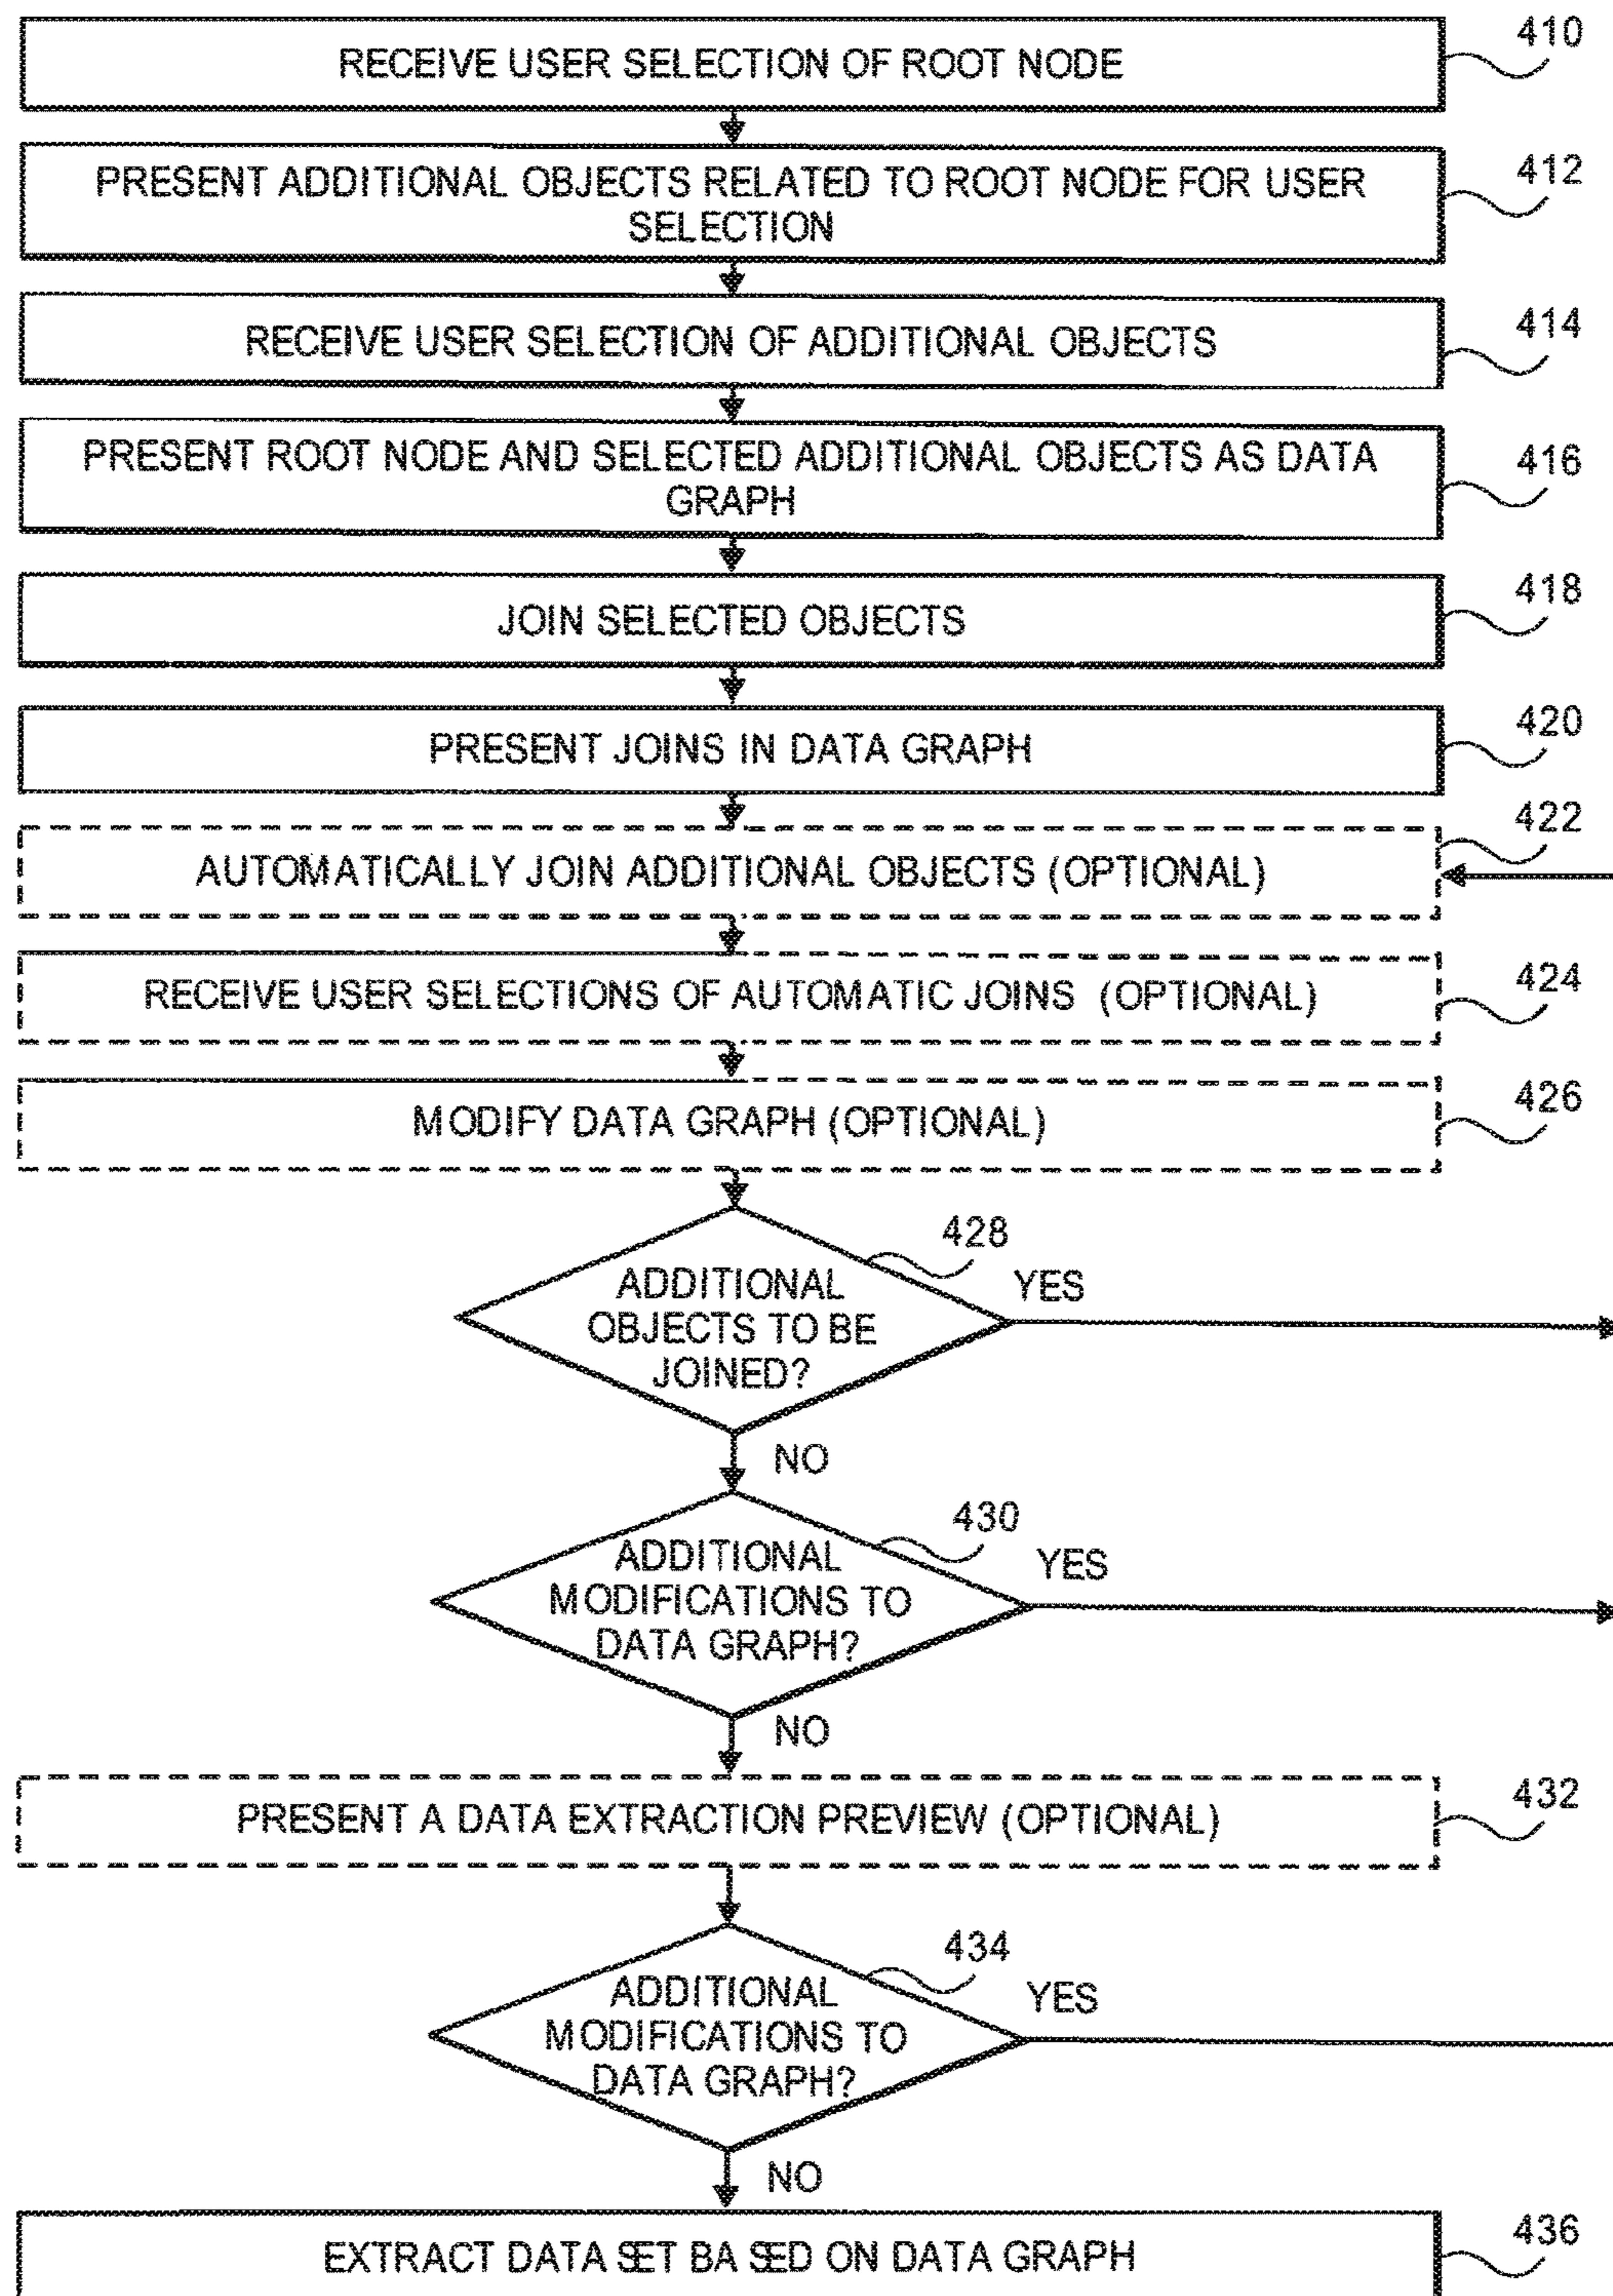 RECEIVE USER SELECTION OF ROOT NODE
410
PRESENT ADDITIONAL OBJECTS RELATED TO ROOT NODE FOR USER
SELECTION
412
RECEIVE USER SELECTION OF ADDITIONAL OBJECTS
414
PRESENT ROOT NODE AND SELECTED ADDITIONAL OBJECTS AS DATA
GRAPH
416
JOIN SELECTED OBJECTS
418
PRESENT JOINS IN DATA GRAPH
420
AUTOMATICALLY JOIN ADDITIONAL OBJECTS (OPTIONAL)
422
RECEIVE USER SELECTIONS OF AUTOMATIC JOINS (OPTIONAL)
424
MODIFY DATA GRAPH (OPTIONAL)
426
428
ADDITIONAL
OBJECTS TO BE
JOINED?
YES
NO
430
ADDITIONAL
MODIFICATIONS TO
DATA GRAPH?
YES
NO
PRESENT A DATA EXTRACTION PREVIEW (OPTIONAL)
432
434
ADDITIONAL
MODIFICATIONS TO
DATA GRAPH?
YES
NO
EXTRACT DATA SET BASED ON DATA GRAPH
436